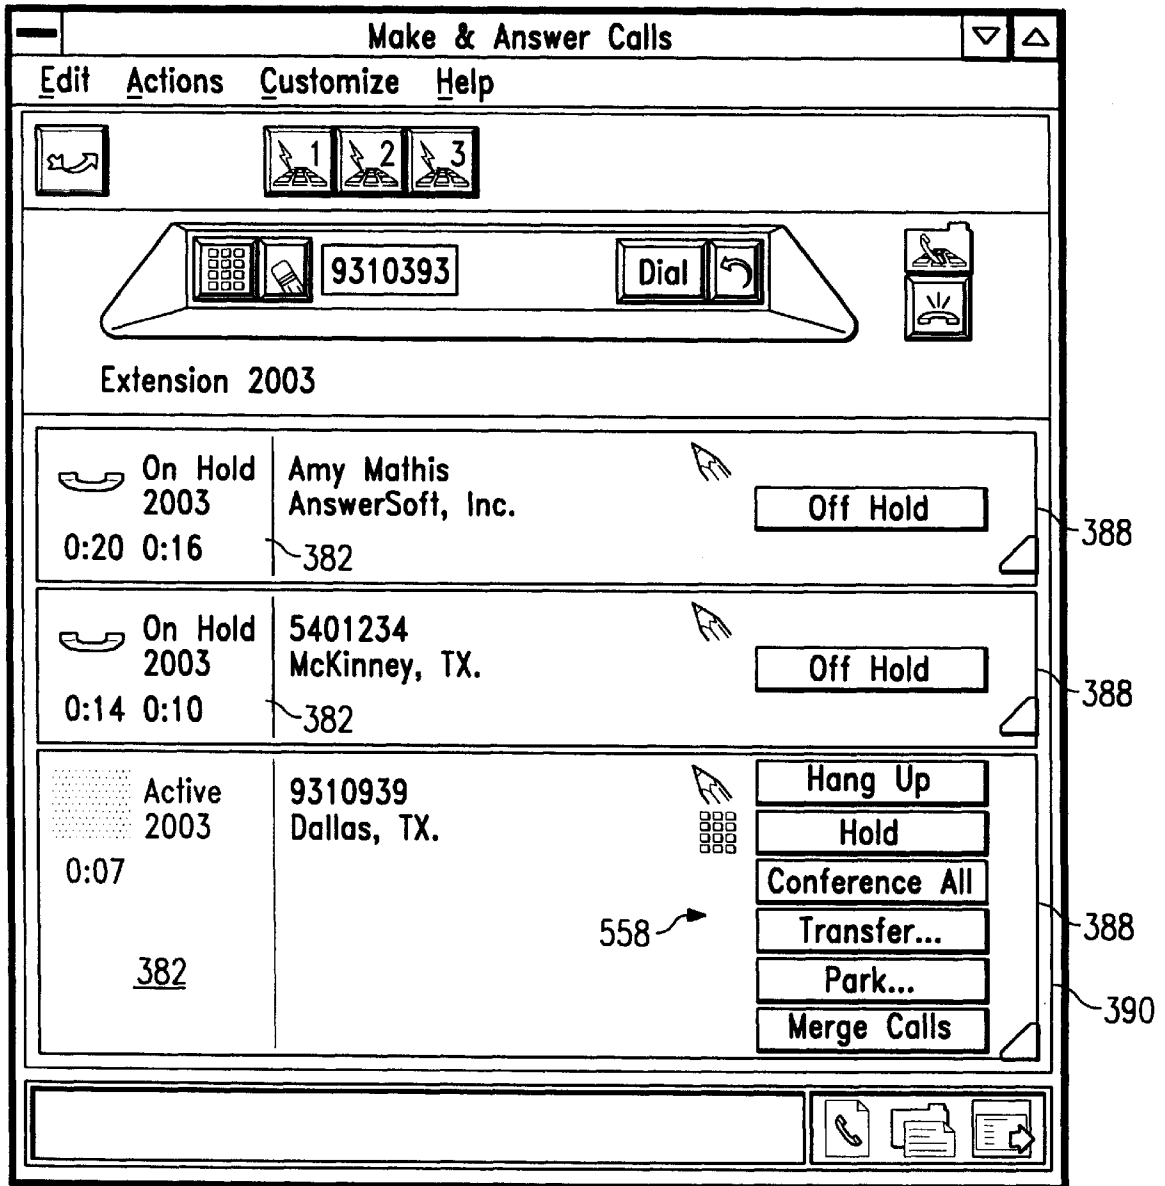 Make & Answer Calls
Edit Actions Customize Help
1 2 3
9310393 Dial
Extension 2003
On Hold Amy Mathis
2003 AnswerSoft, Inc.
Off Hold
388
0:20 0:16
382
On Hold 5401234
2003 McKinney, TX.
Off Hold
388
0:14 0:10
382
Active 9310939
2003 Dallas, TX.
0:07
382
558
Hang Up
Hold
Conference All
Transfer...
388
Park...
390
Merge Calls